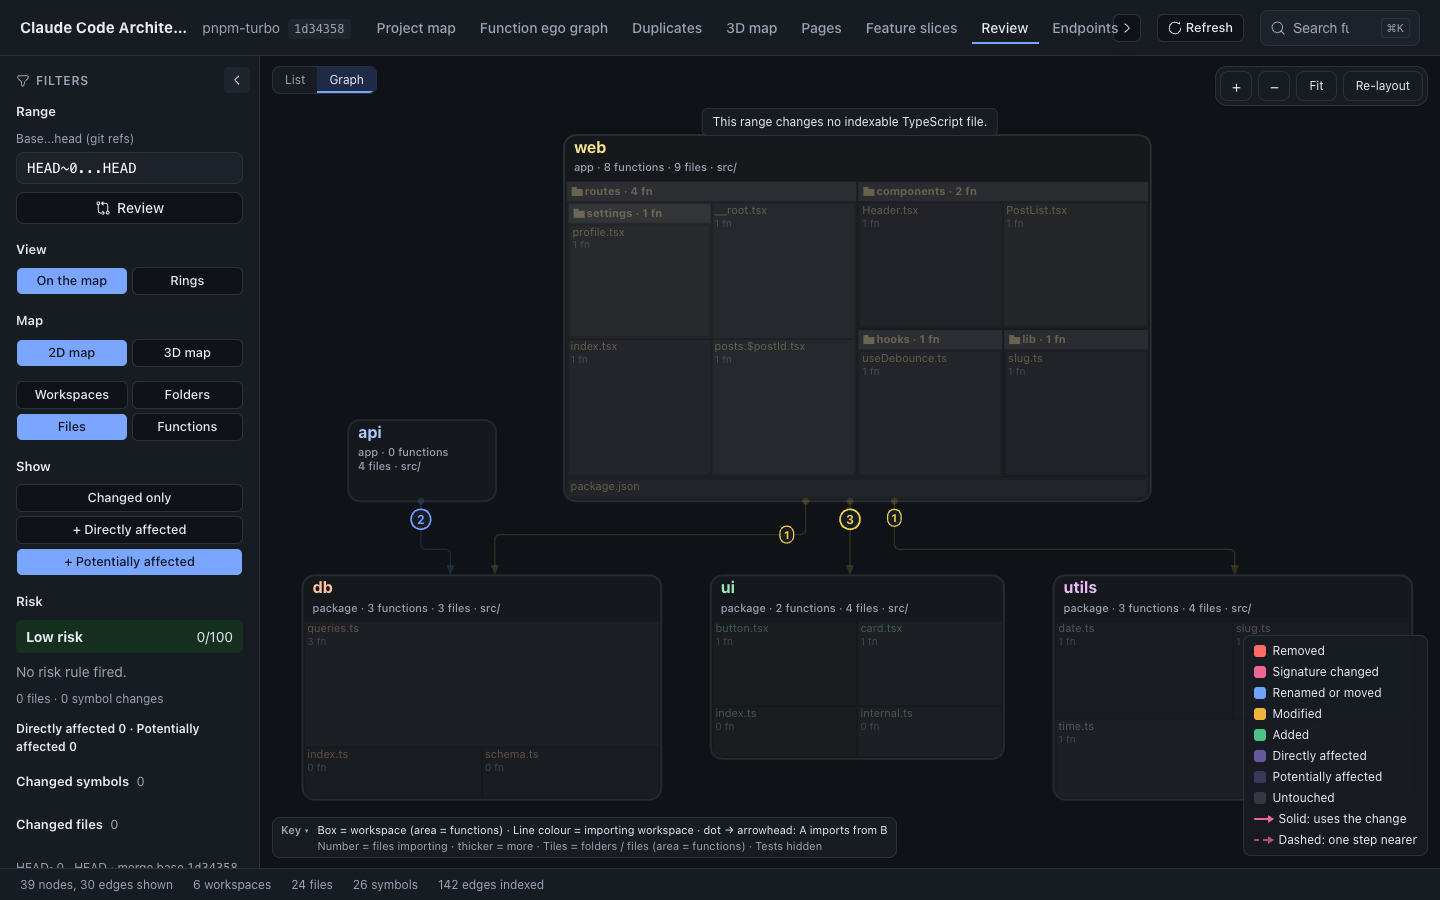 Claude Code Archite...
pnpm-turbo 1d34358
Project map
Function ego graph
Duplicates
3D map
Pages
Feature slices
Review
Endpoints
Refresh
⌘K
FILTERS
Range
Base...head (git refs)
HEAD~0...HEAD
Review
View
On the map
Rings
Map
2D map
3D map
Workspaces
Folders
Files
Functions
Show
Changed only
+ Directly affected
+ Potentially affected
Risk
Low risk 0/100
No risk rule fired.
0 files · 0 symbol changes
Directly affected 0 · Potentially
affected 0
Changed symbols 0
Changed files 0
List
Graph
+
−
Fit
Re-layout
This range changes no indexable TypeScript file.
web
app · 8 functions · 9 files · src/
routes · 4 fn
components · 2 fn
settings · 1 fn
__root.tsx
1 fn
Header.tsx
1 fn
PostList.tsx
1 fn
profile.tsx
1 fn
hooks · 1 fn
lib · 1 fn
index.tsx
1 fn
posts.$postId.tsx
1 fn
useDebounce.ts
1 fn
slug.ts
1 fn
package.json
api
app · 0 functions
4 files · src/
2
1
3
1
db
package · 3 functions · 3 files · src/
queries.ts
3 fn
index.ts
0 fn
schema.ts
0 fn
ui
package · 2 functions · 4 files · src/
button.tsx
1 fn
card.tsx
1 fn
index.ts
0 fn
internal.ts
0 fn
utils
package · 3 functions · 4 files · src/
date.ts
1 fn
slug.ts
time.ts
1 fn
Removed
Signature changed
Renamed or moved
Modified
Added
Directly affected
Potentially affected
Untouched
Solid: uses the change
Dashed: one step nearer
Key
Box = workspace (area = functions) · Line colour = importing workspace · dot → arrowhead: A imports from B
Number = files importing · thicker = more · Tiles = folders / files (area = functions) · Tests hidden
39 nodes, 30 edges shown
6 workspaces
24 files
26 symbols
142 edges indexed